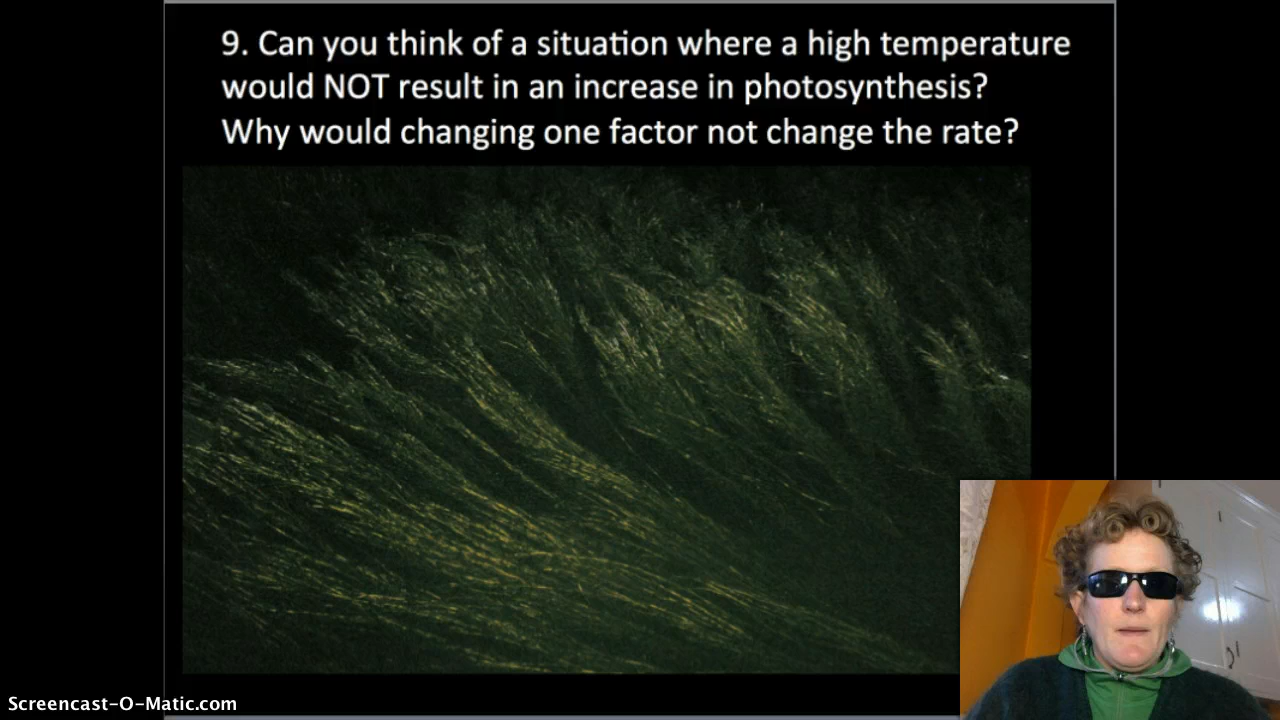 9. Can you think of a situation where a high temperature
would NOT result in an increase in photosynthesis?
Why would changing one factor not change the rate?
Screencast-O-Matic.com